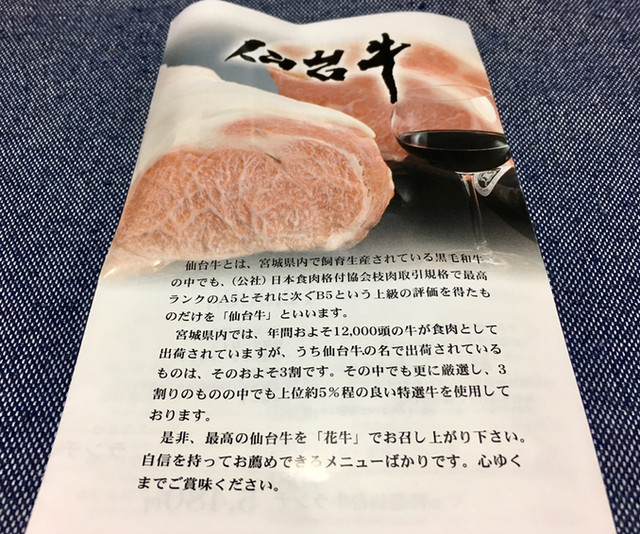 仙台牛
仙台牛とは、宮城県内で飼育生産されている黒毛和牛
の中でも、(公社)日本食肉格付協会枝肉取引規格で最高
ランクのA5とそれに次ぐB5という上級の評価を得たも
のだけを「仙台牛」といいます。
宮城県内では、年間およそ12,000頭の牛が食肉として
出荷されていますが、うち仙台牛の名で出荷されている
ものは、そのおよそ3割です。その中でも更に厳選し、3
割りのものの中でも上位約5%程の良い特選牛を使用して
おります。
是非、最高の仙台牛を「花牛」でお召し上がり下さい。
自信を持ってお薦めできるメニューばかりです。心ゆく
までご賞味ください。